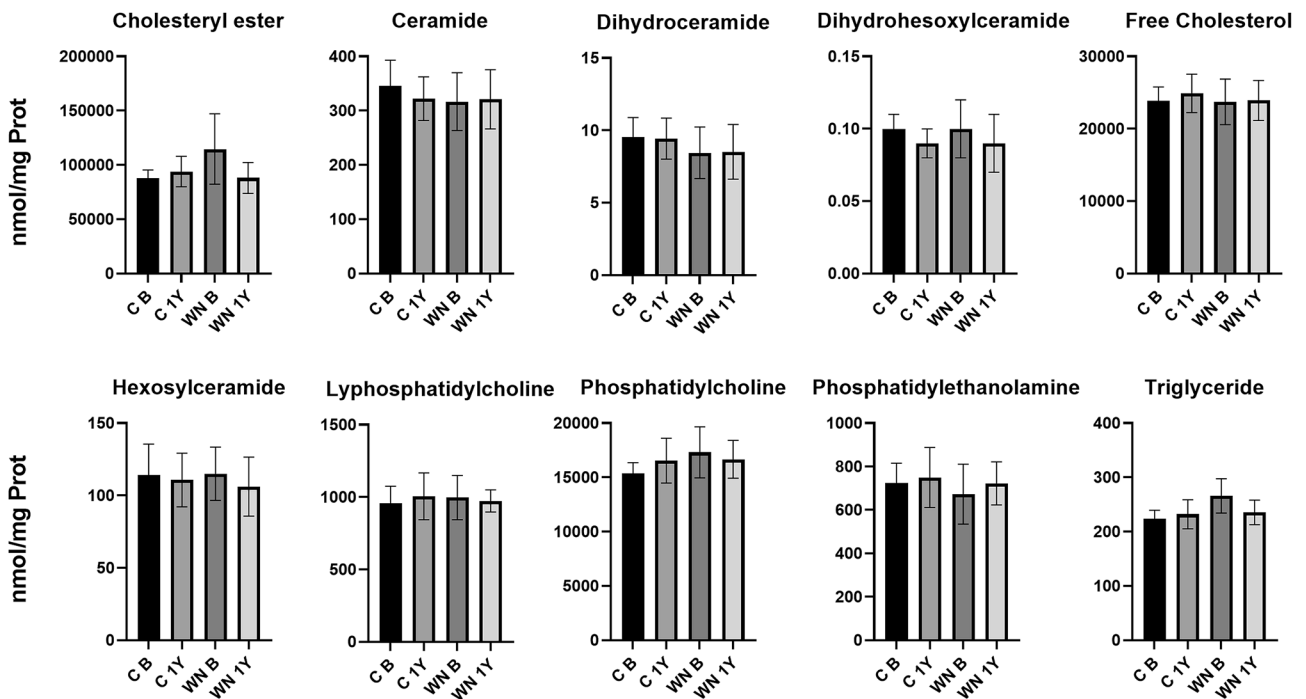 Cholesteryl ester
Ceramide
Dihydroceramide
Dihydrohesoxylceramide
Free Cholesterol
nmol/mg Prot
200000
150000
100000
50000
0
C B
C 1Y
WN B
WN 1Y
400
300
200
100
0
C B
C 1Y
WN B
WN 1Y
15
10
5
0
C B
C 1Y
WN B
WN 1Y
0.15
0.10
0.05
0.00
C B
C 1Y
WN B
WN 1Y
30000
20000
10000
0
C B
C 1Y
WN B
WN 1Y
Hexosylceramide
Lyphosphatidylcholine
Phosphatidylcholine
Phosphatidylethanolamine
Triglyceride
nmol/mg Prot
150
100
50
0
C B
C 1Y
WN B
WN 1Y
1500
1000
500
0
C B
C 1Y
WN B
WN 1Y
20000
15000
10000
5000
0
C B
C 1Y
WN B
WN 1Y
1000
800
600
400
200
0
C B
C 1Y
WN B
WN 1Y
400
300
200
100
0
C B
C 1Y
WN B
WN 1Y